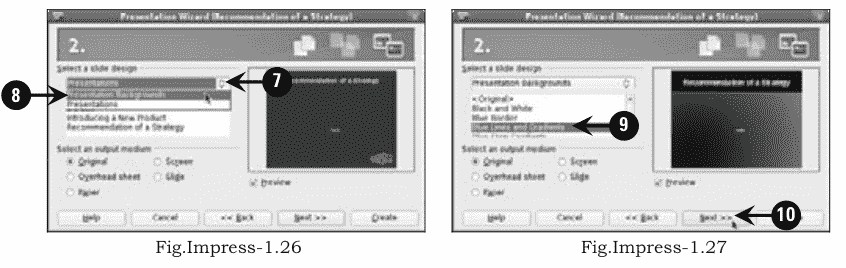 Presentation Wizard (Recommendation of a Strategy)
2.
Select a slide design
Presentations
7
8
Presentation Backgrounds
Presentations
Introducing a New Product
Recommendation of a Strategy
Recommendation of a Strategy
Select an output medium
Original
Screen
Overhead sheet
Slide
Paper
Preview
Help
Cancel
<< Back
Next >>
Create
Fig.Impress-1.26
Presentation Wizard (Recommendation of a Strategy)
2.
Select a slide design
Presentation Backgrounds
<Original>
Black and White
Blue Border
Blue Lines and Gradients
9
Recommendation of a Strategy
Select an output medium
Original
Screen
Overhead sheet
Slide
Paper
Preview
Help
Cancel
<< Back
Next >>
10
Fig.Impress-1.27